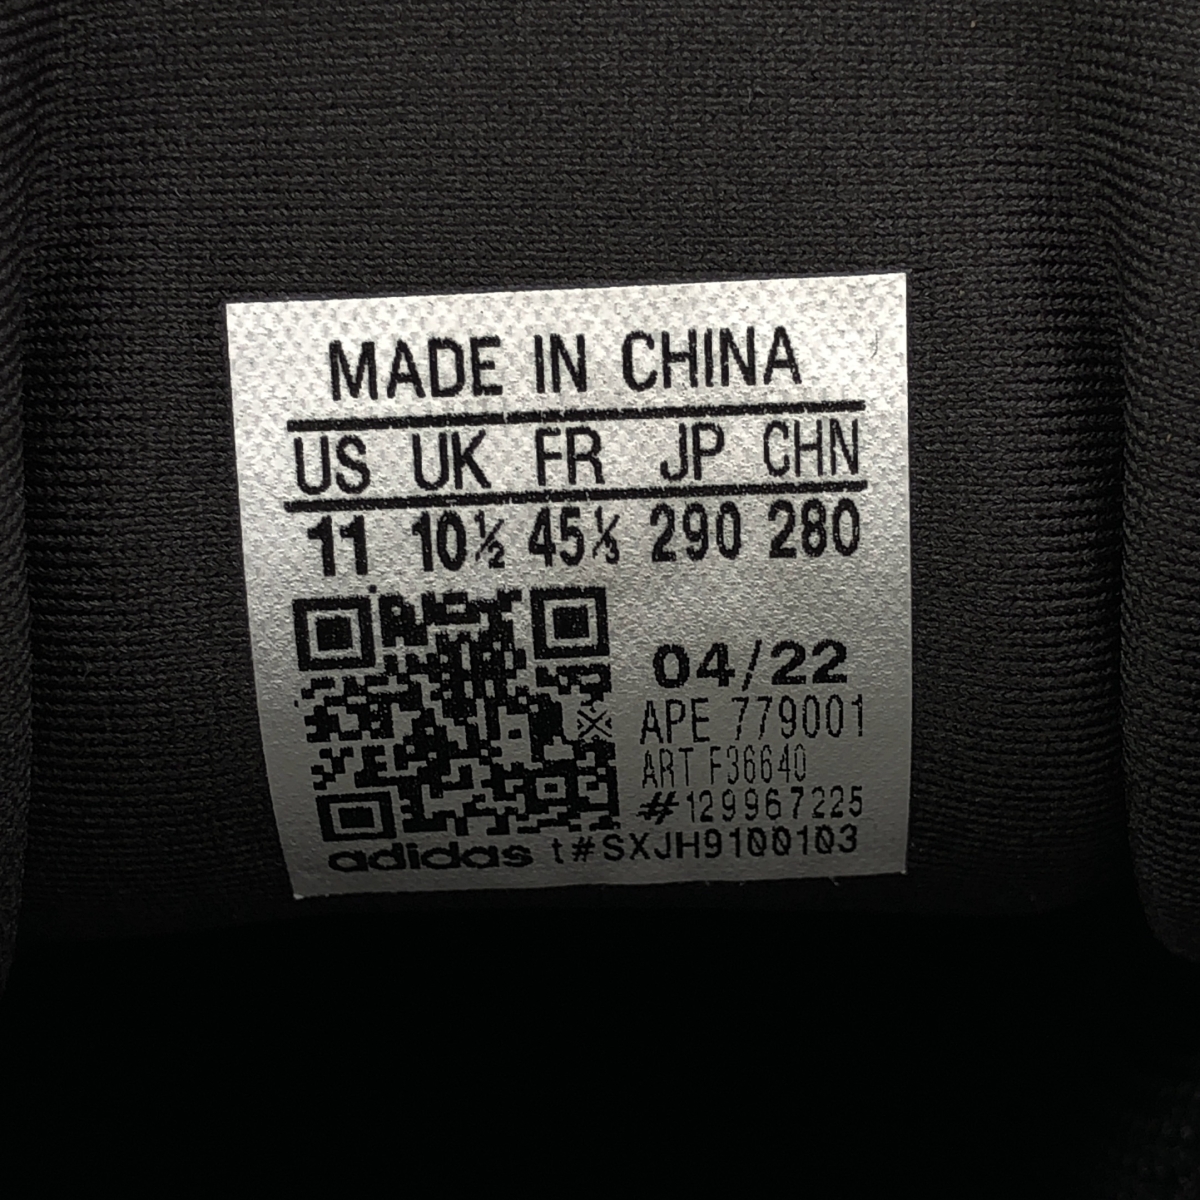 MADE IN CHINA
US UK FR JP CHN
11 10½ 45⅓ 290 280
04/22
APE 779001
ART F36640
#129967225
adidas t#SXJH9100103